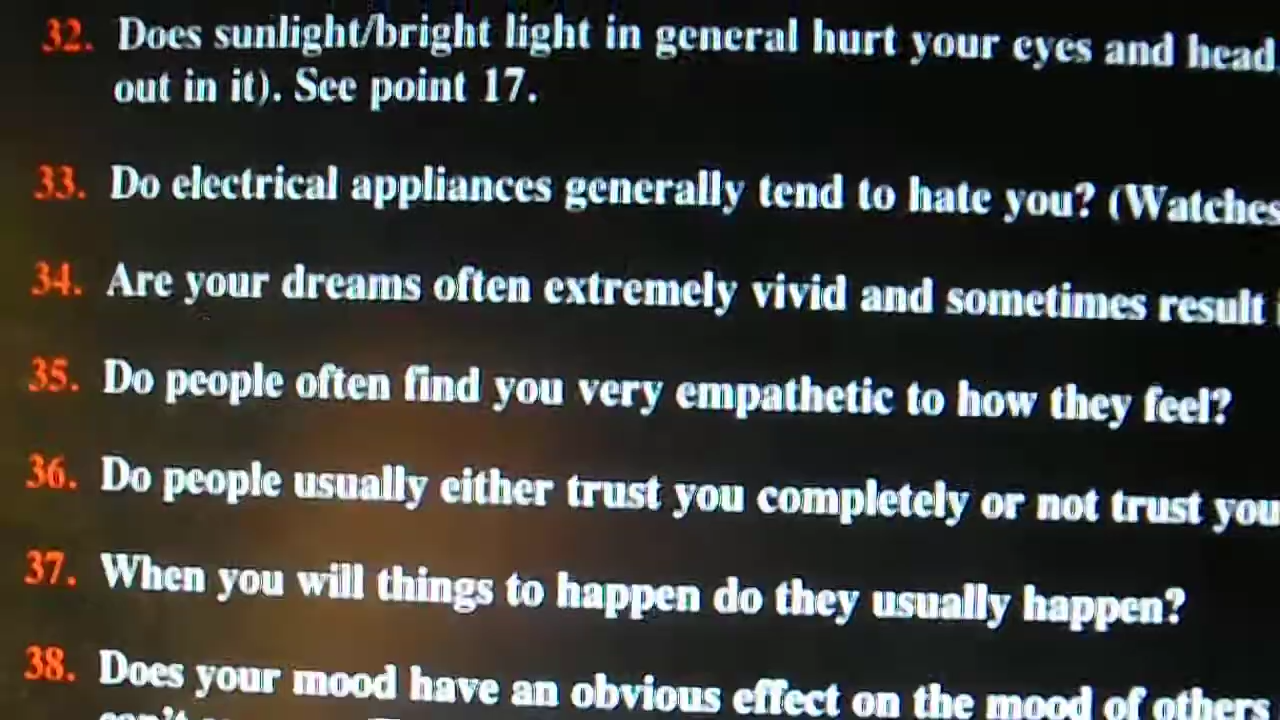 32. Does sunlight/bright light in general hurt your eyes and head.
out in it). See point 17.
33. Do electrical appliances generally tend to hate you? (Watches
34. Are your dreams often extremely vivid and sometimes result
35. Do people often find you very empathetic to how they feel?
36. Do people usually either trust you completely or not trust you
37. When you will things to happen do they usually happen?
38. Does your mood have an obvious effect on the mood of others
can't